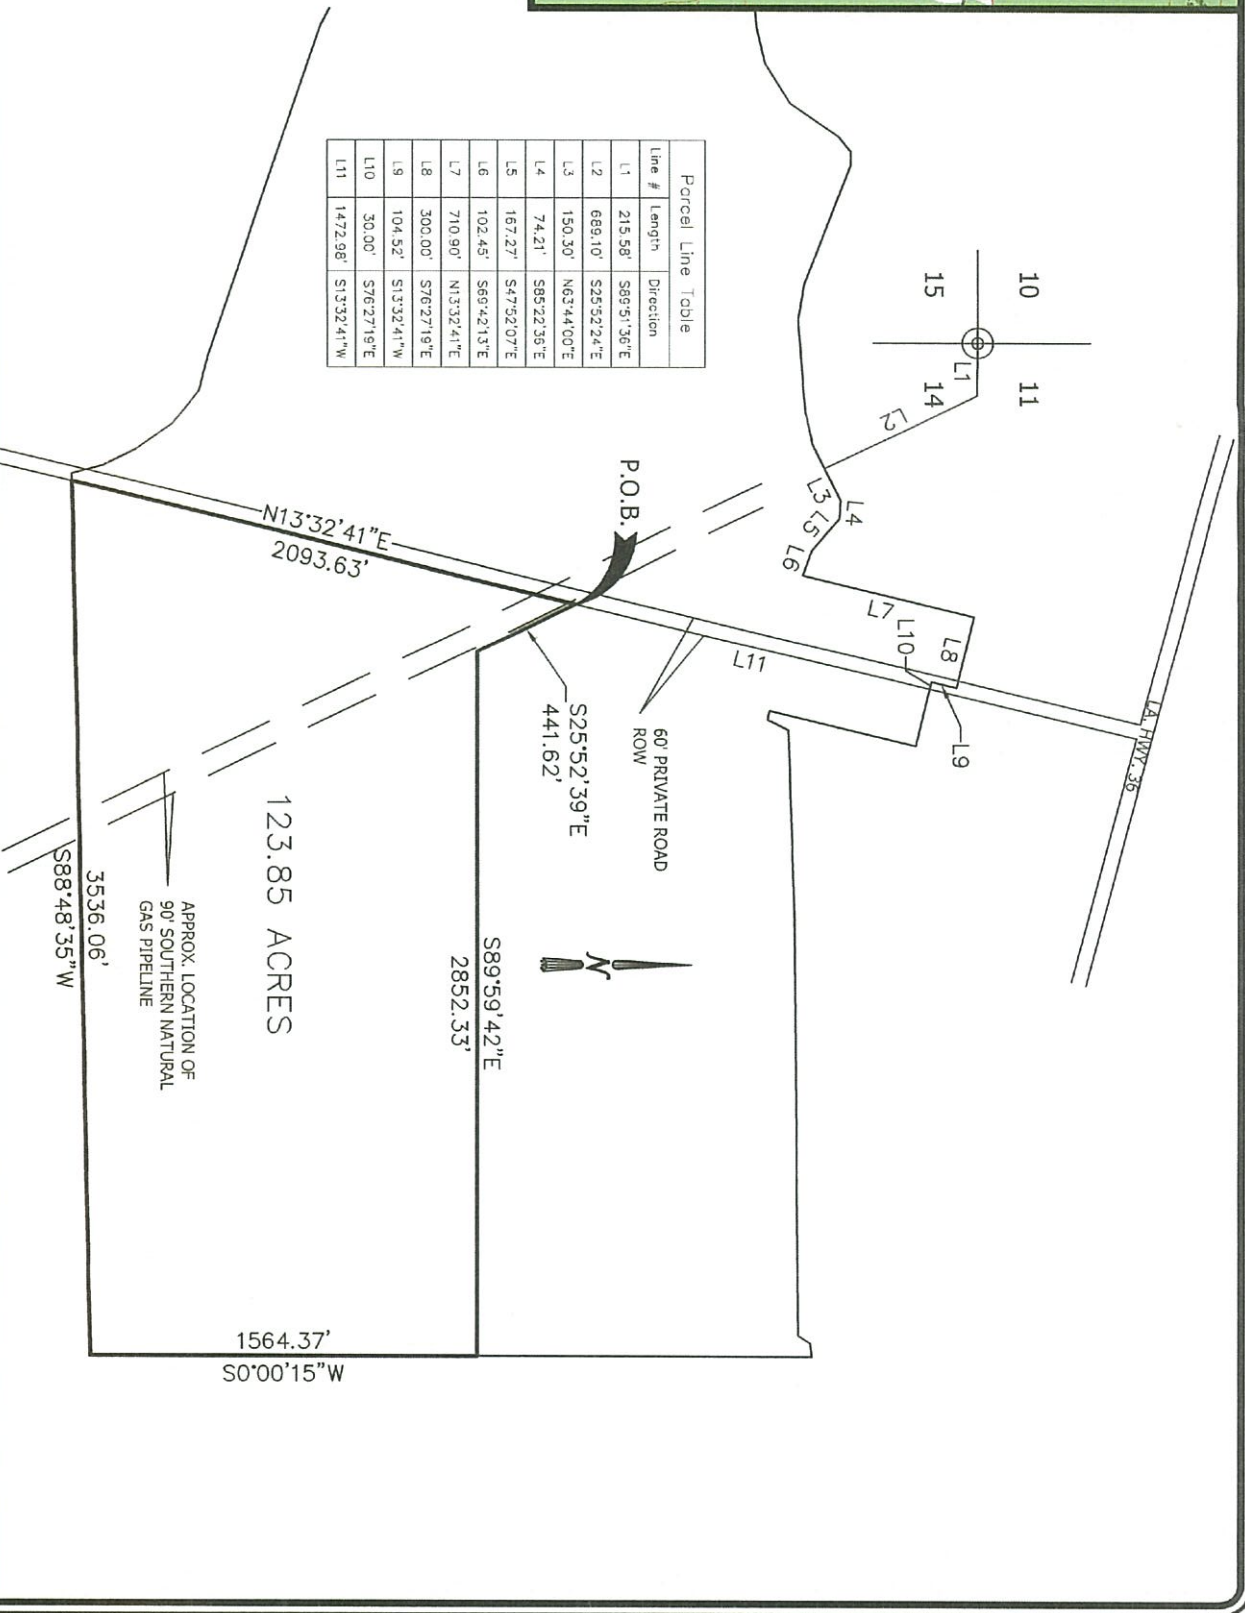 10
11
15
14
L1
L2
L3
L4
L5
L6
L7
L8
L9
L10
L11
LA. HWY. 36
Parcel Line Table
Line # Length Direction
L1 215.58' S89°51'36"E
L2 689.10' S25°52'24"E
L3 150.30' N63°44'00"E
L4 74.21' S85°22'36"E
L5 167.27' S47°52'07"E
L6 102.45' S69°42'13"E
L7 710.90' N13°32'41"E
L8 300.00' S76°27'19"E
L9 104.52' S13°32'41"W
L10 30.00' S76°27'19"E
L11 1472.98' S13°32'41"W
P.O.B.
60' PRIVATE ROAD
ROW
S25°52'39"E
441.62'
N
S89°59'42"E
2852.33'
N13°32'41"E
2093.63'
123.85 ACRES
APPROX. LOCATION OF
90' SOUTHERN NATURAL
GAS PIPELINE
3536.06'
S88°48'35"W
1564.37'
S0°00'15"W